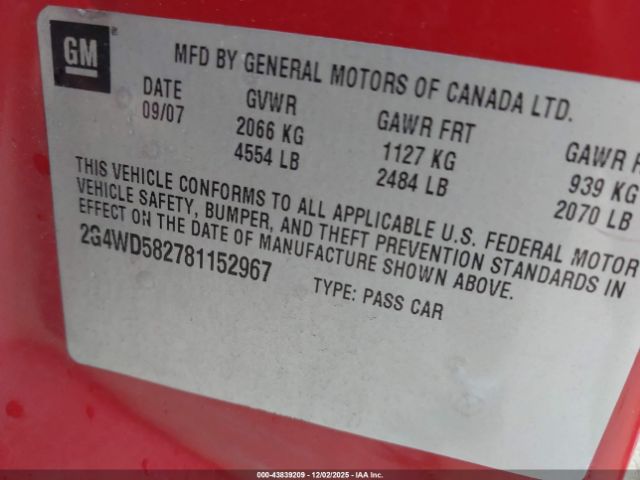 GM
MFD BY GENERAL MOTORS OF CANADA LTD.
DATE GVWR GAWR FRT GAWR
09/07 2066 KG 1127 KG 939 KG
4554 LB 2484 LB 2070 LB
THIS VEHICLE CONFORMS TO ALL APPLICABLE U.S. FEDERAL MOTOR
VEHICLE SAFETY, BUMPER, AND THEFT PREVENTION STANDARDS IN
EFFECT ON THE DATE OF MANUFACTURE SHOWN ABOVE.
2G4WD582781152967 TYPE: PASS CAR
000-43839209 - 12/02/2025 - IAA Inc.